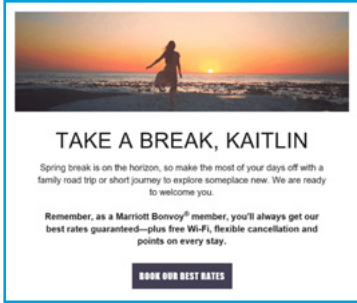 TAKE A BREAK, KAITLIN
Spring break is on the horizon, so make the most of your days off with a
family road trip or short journey to explore someplace new. We are ready
to welcome you.
Remember, as a Marriott Bonvoy® member, you'll always get our
best rates guaranteed—plus free Wi-Fi, flexible cancellation and
points on every stay.
BOOK OUR BEST RATES